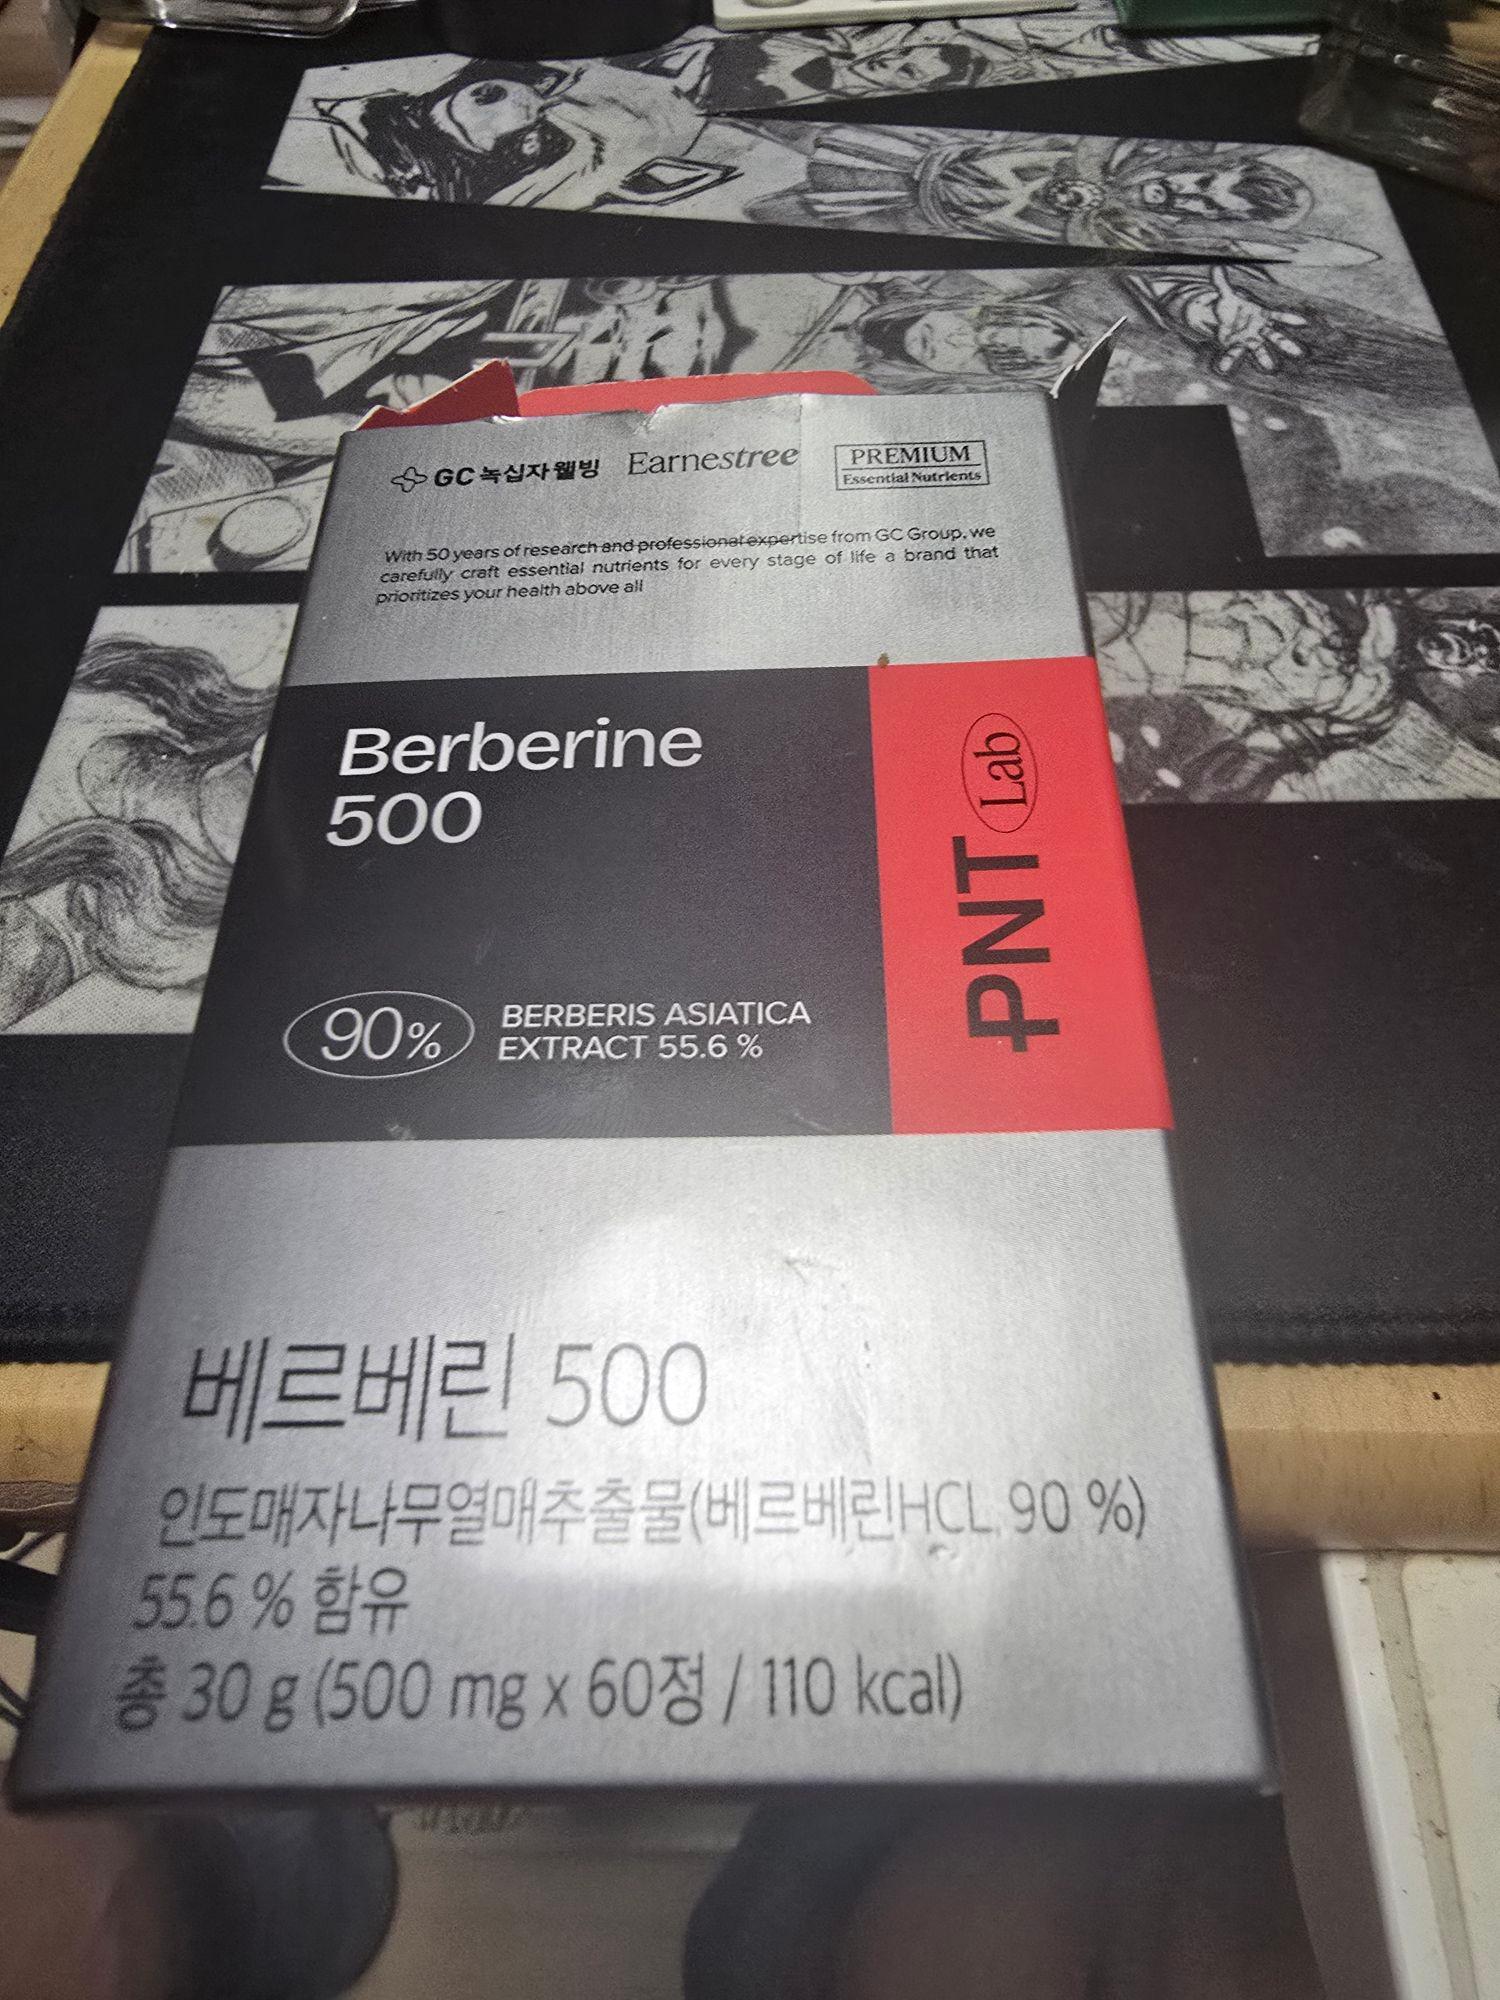 GC녹십자웰빙 Earnestree PREMIUM
Essential Nutrients
With 50 years of research and professional expertise from GC Group, we
carefully craft essential nutrients for every stage of life a brand that
prioritizes your health above all
Berberine
500
PNT Lab
90% BERBERIS ASIATICA
EXTRACT 55.6 %
베르베린 500
인도매자나무열매추출물(베르베린HCL 90 %)
55.6 % 함유
총 30 g (500 mg x 60정 / 110 kcal)